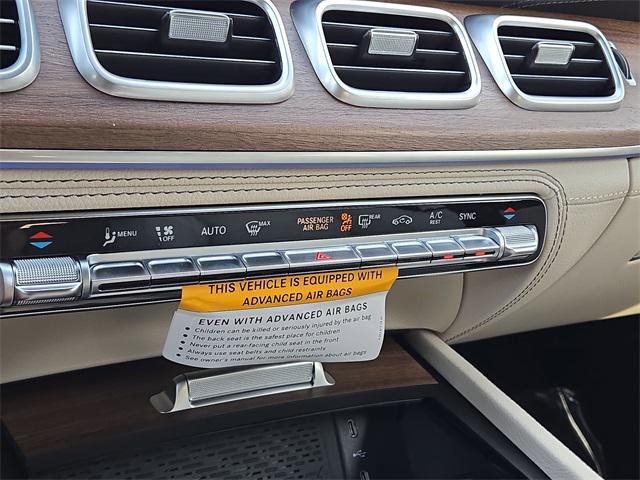 MENU
OFF
AUTO
MAX
PASSENGER
AIR BAG
OFF
REAR
A/C
REST
SYNC
THIS VEHICLE IS EQUIPPED WITH
ADVANCED AIR BAGS
EVEN WITH ADVANCED AIR BAGS
• Children can be killed or seriously injured by the air bag
• The back seat is the safest place for children
• Never put a rear-facing child seat in the front
• Always use seat belts and child restraints
• See owner's manual for more information about air bags